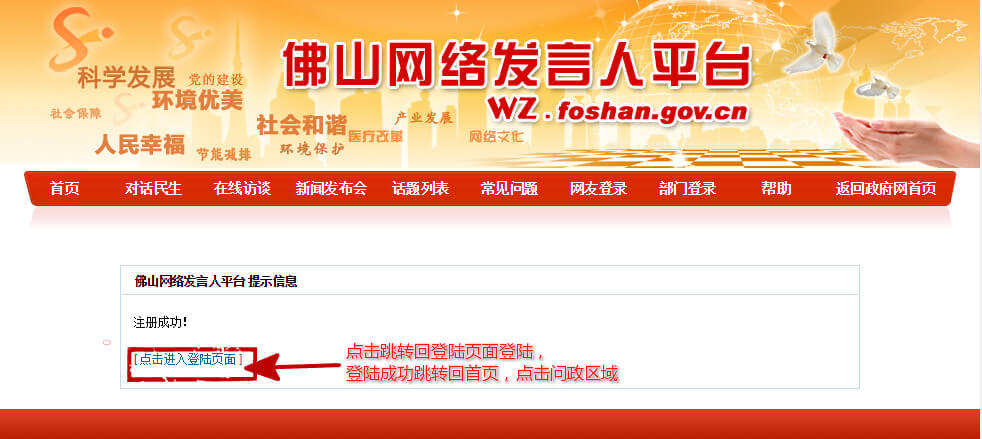 科学发展
党的建设
社会保障
环境优美
人民幸福
节能减排
社会和谐
环境保护
医疗改革
产业发展
网络文化
佛山网络发言人平台
WZ.foshan.gov.cn
首页 对话民生 在线访谈 新闻发布会 话题列表 常见问题 网友登录 部门登录 帮助 返回政府网首页
佛山网络发言人平台 提示信息
注册成功!
[点击进入登陆页面]
点击跳转回登陆页面登陆，
登陆成功跳转回首页，点击问政区域